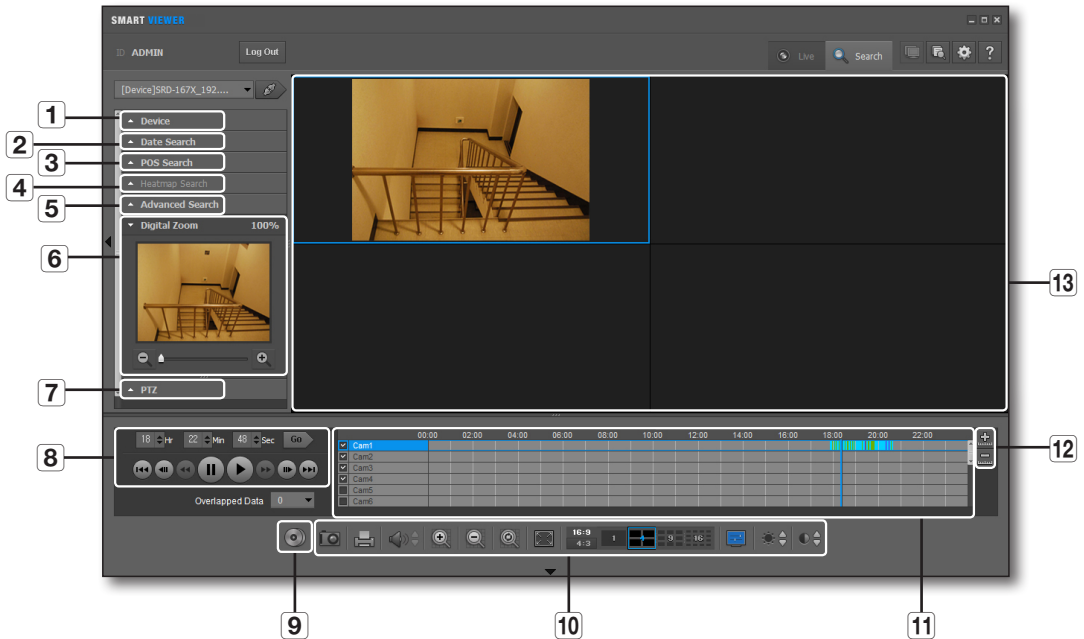 SMART VIEWER
ID ADMIN
Log Out
Live
Search
?
[Device]SRD-167X_192....
Device
Date Search
POS Search
Heatmap Search
Advanced Search
Digital Zoom 100%
PTZ
1
2
3
4
5
6
7
13
18 Hr 22 Min 48 Sec Go
Overlapped Data 0
00:00 02:00 04:00 06:00 08:00 10:00 12:00 14:00 16:00 18:00 20:00 22:00
Cam1
Cam2
Cam3
Cam4
Cam5
Cam6
8
12
16:9
4:3
1 9 16
9
10
11